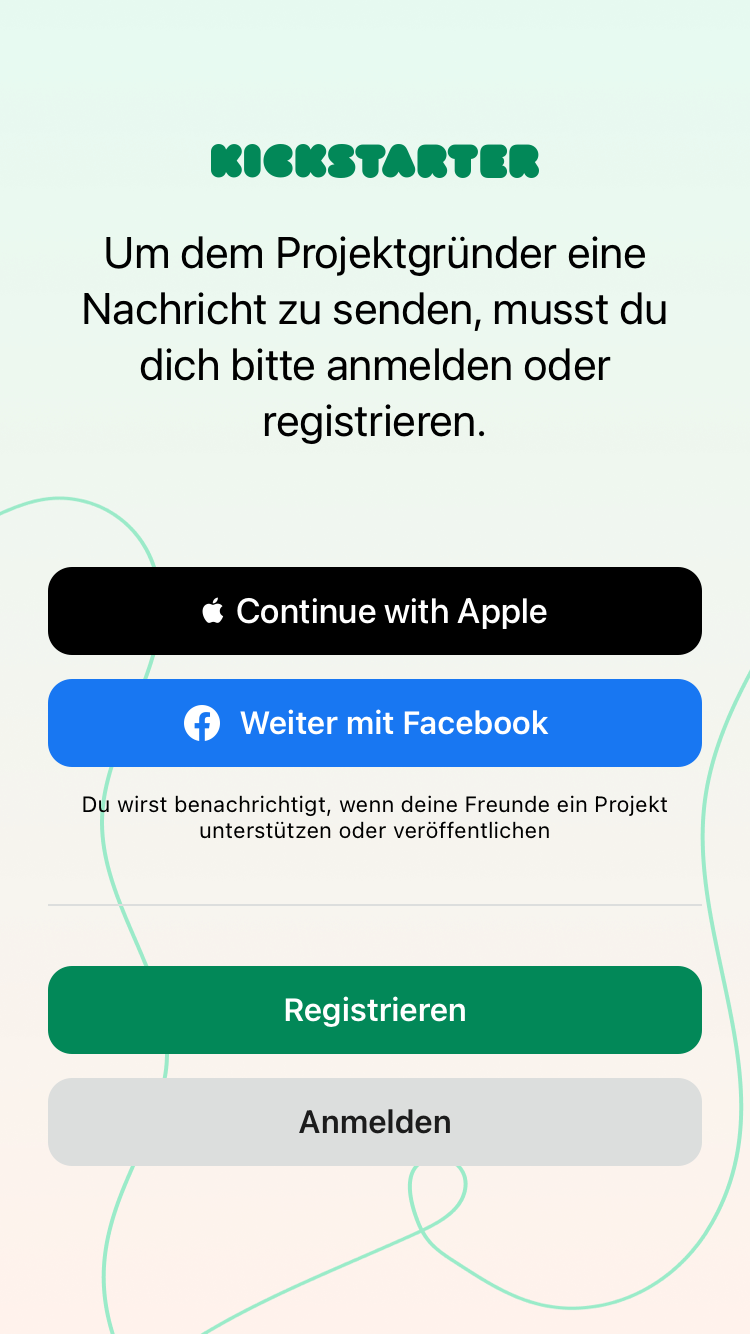 KICKSTARTER
Um dem Projektgründer eine
Nachricht zu senden, musst du
dich bitte anmelden oder
registrieren.
Continue with Apple
Weiter mit Facebook
Du wirst benachrichtigt, wenn deine Freunde ein Projekt
unterstützen oder veröffentlichen
Registrieren
Anmelden